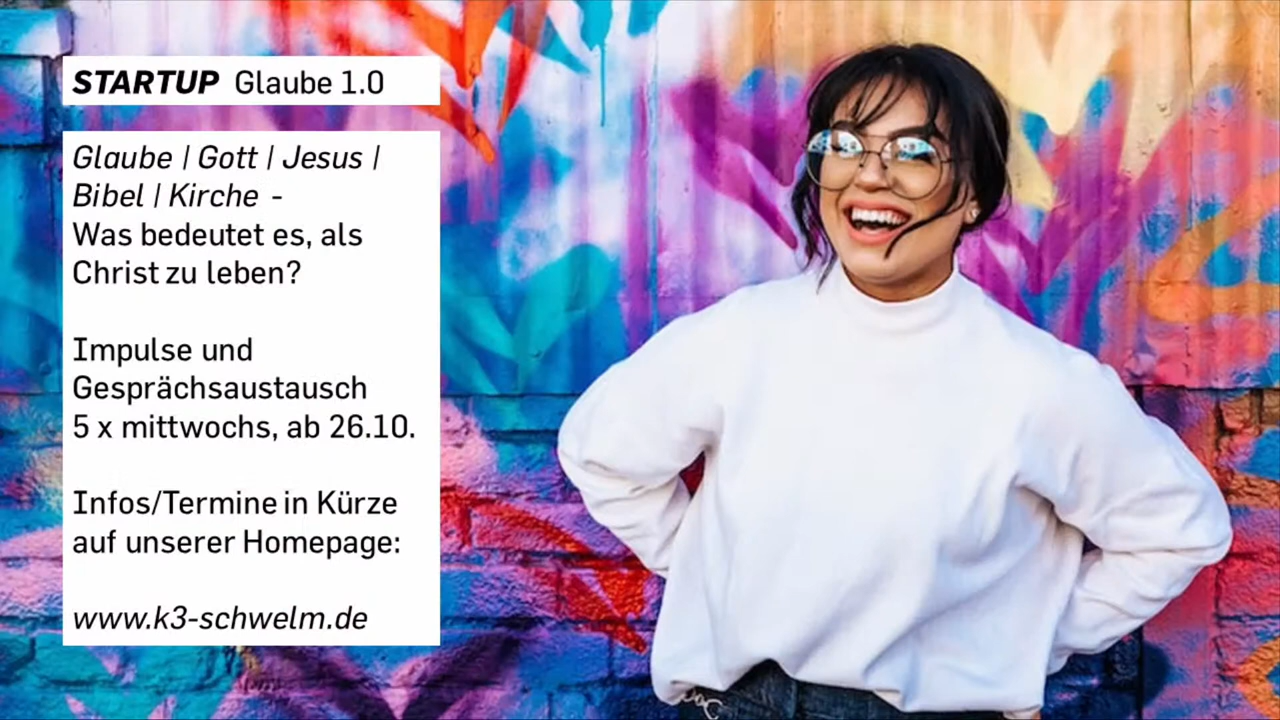 STARTUP Glaube 1.0
Glaube | Gott | Jesus |
Bibel | Kirche -
Was bedeutet es, als
Christ zu leben?
Impulse und
Gesprächsaustausch
5 x mittwochs, ab 26.10.
Infos/Termine in Kürze
auf unserer Homepage:
www.k3-schwelm.de